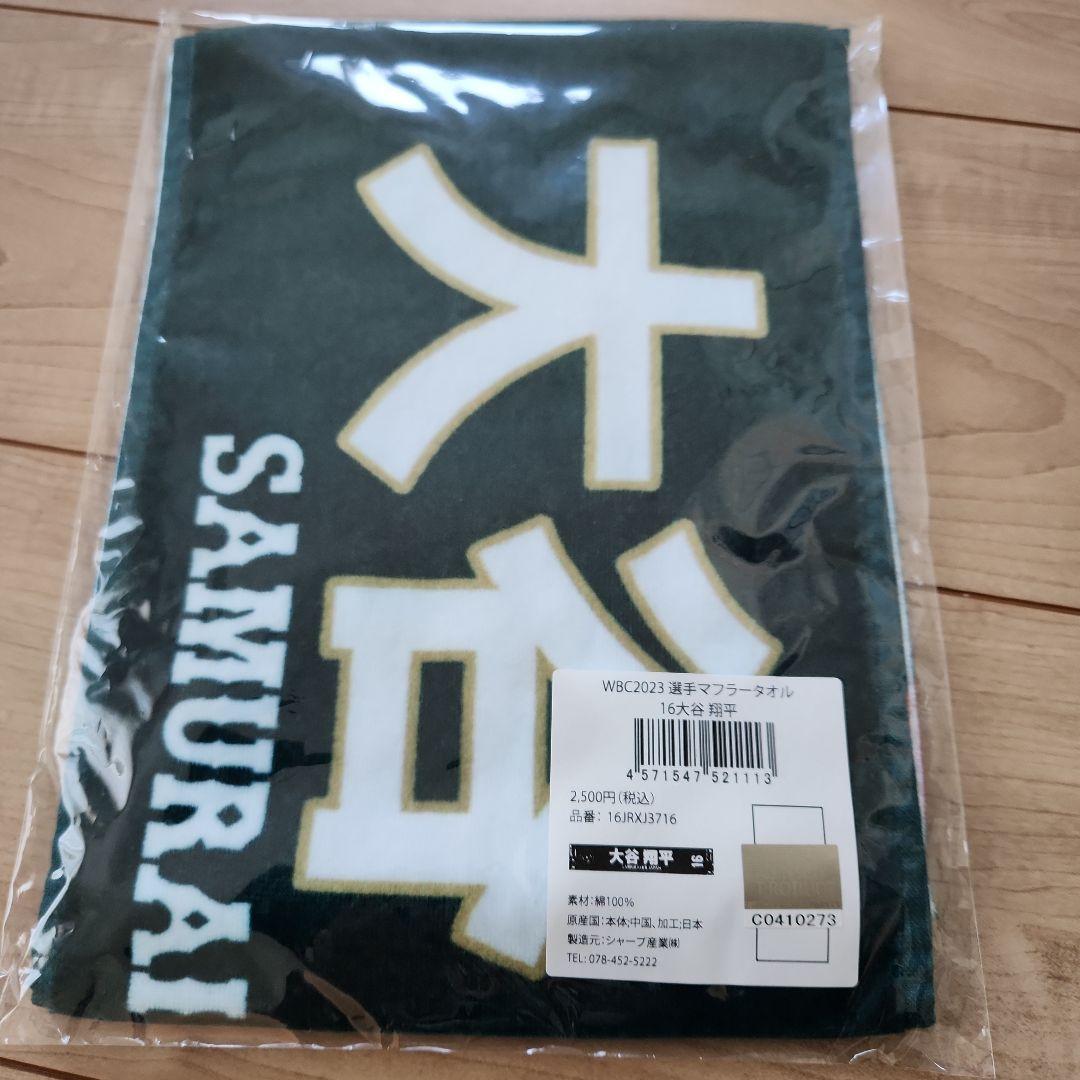 大谷
SAMURAI
WBC2023 選手マフラータオル
16大谷 翔平
4 571547 521113
2,500円(税込)
品番: 16JRXJ3716
大谷 翔平 16
素材:綿100%
原産国:本体;中国、加工;日本
製造元:シャープ産業㈱
TEL: 078-452-5222
C0410273